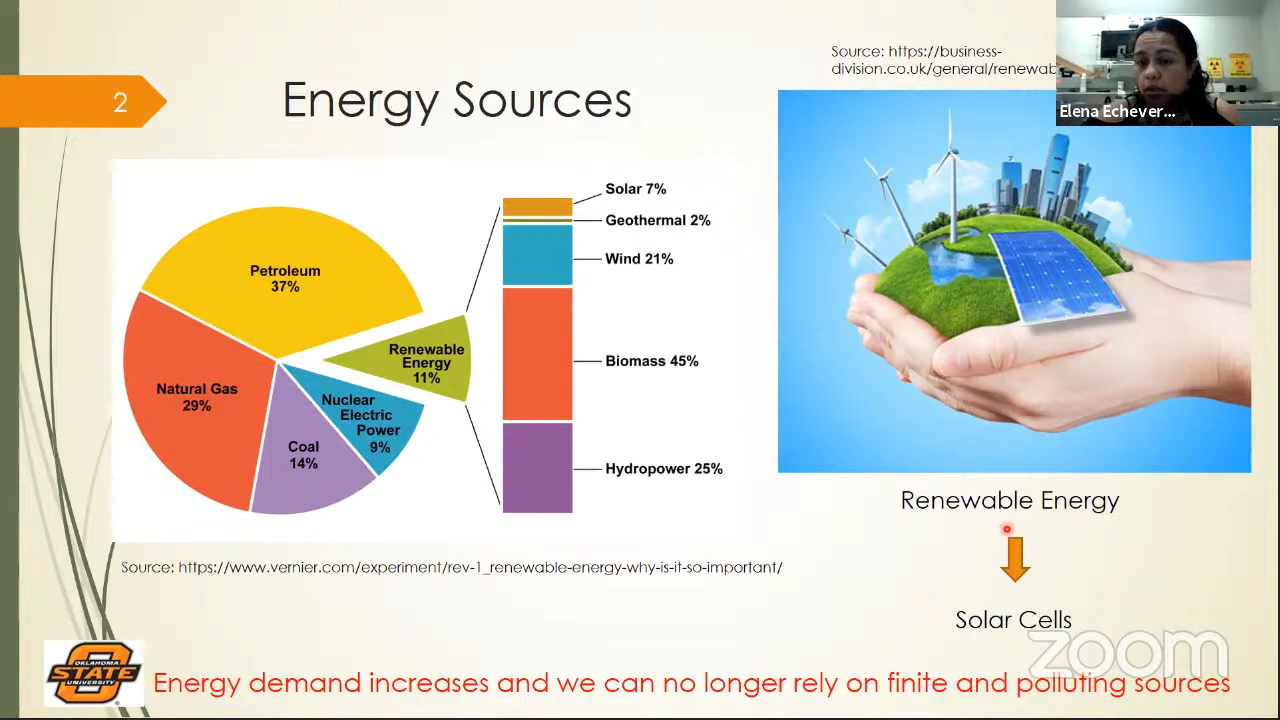 2
Energy Sources
Source: https://business-
division.co.uk/general/renewab
Elena Echever...
Petroleum
37%
Natural Gas
29%
Coal
14%
Nuclear
Electric
Power
9%
Renewable
Energy
11%
Solar 7%
Geothermal 2%
Wind 21%
Biomass 45%
Hydropower 25%
Source: https://www.vernier.com/experiment/rev-1_renewable-energy-why-is-it-so-important/
Renewable Energy
Solar Cells
zoom
OKLAHOMA
STATE
UNIVERSITY
Energy demand increases and we can no longer rely on finite and polluting sources